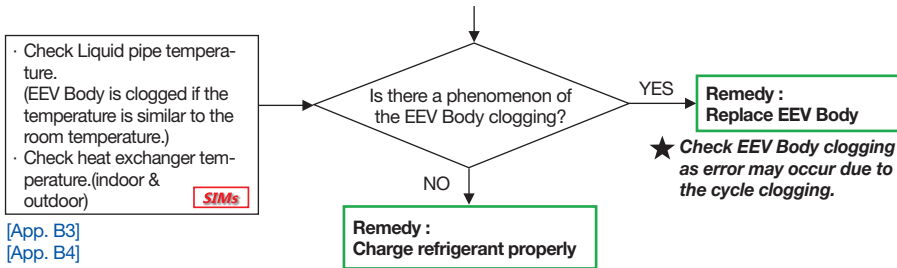 · Check Liquid pipe tempera-
ture.
(EEV Body is clogged if the
temperature is similar to the
room temperature.)
· Check heat exchanger tem-
perature.(indoor &
outdoor)
SIMs
[App. B3]
[App. B4]
Is there a phenomenon of
the EEV Body clogging?
YES
Remedy :
Replace EEV Body
★ Check EEV Body clogging
as error may occur due to
the cycle clogging.
NO
Remedy :
Charge refrigerant properly